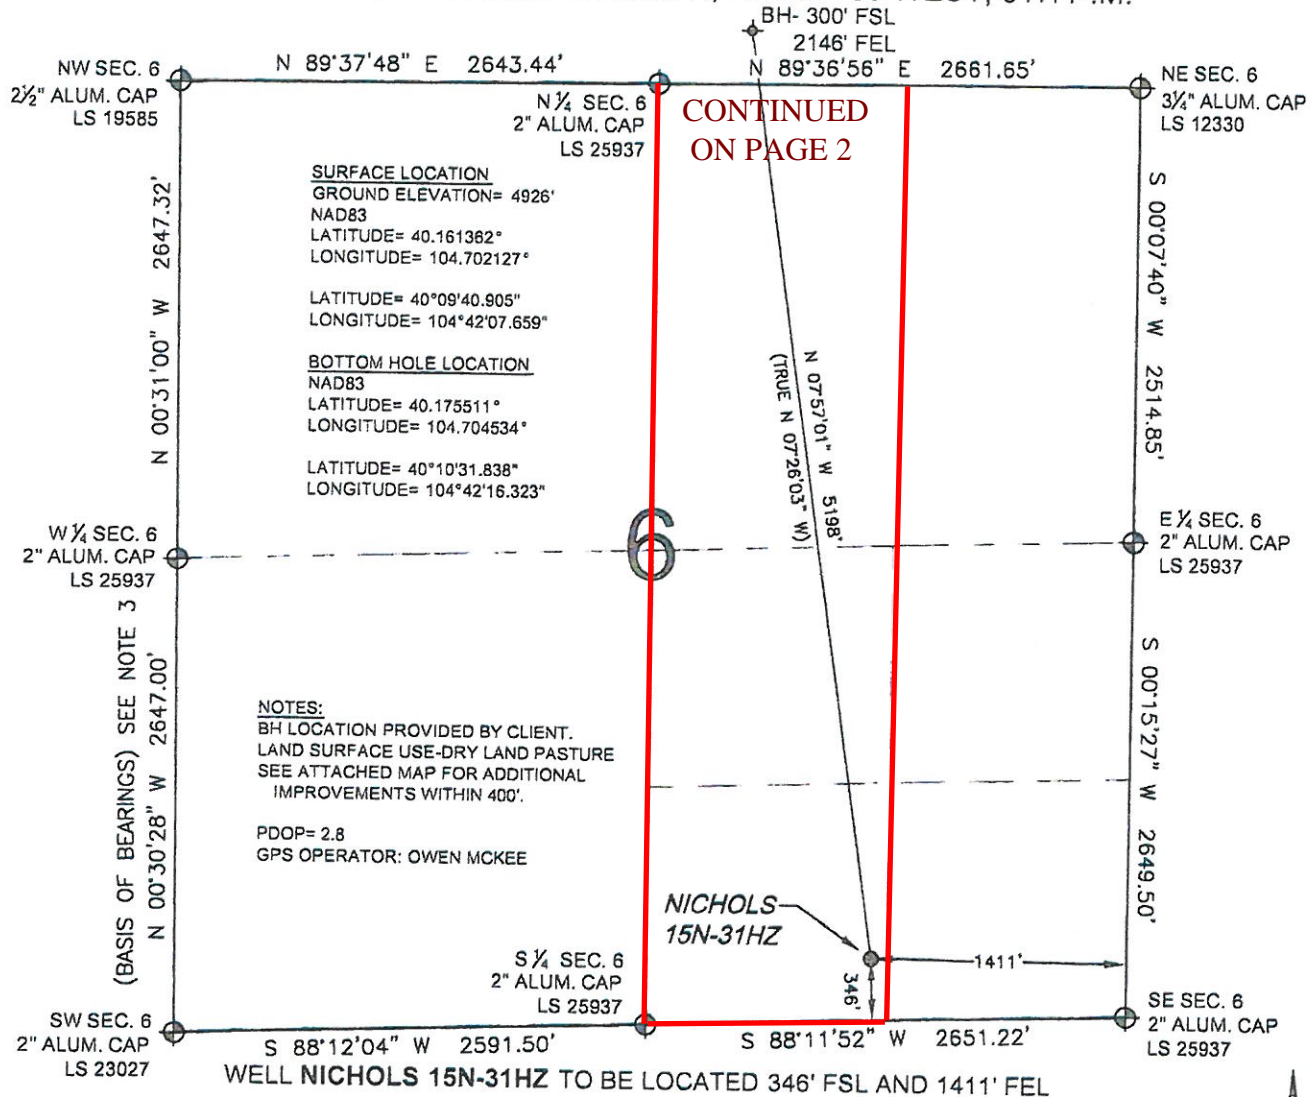 BH- 300' FSL
2146' FEL
N 89°37'48" E 2643.44'
N 89°36'56" E 2661.65'
NW SEC. 6
2½" ALUM. CAP
LS 19585
N ¼ SEC. 6
2" ALUM. CAP
LS 25937
CONTINUED
ON PAGE 2
NE SEC. 6
3¼" ALUM. CAP
LS 12330
SURFACE LOCATION
GROUND ELEVATION= 4926'
NAD83
LATITUDE= 40.161362°
LONGITUDE= 104.702127°
LATITUDE= 40°09'40.905"
LONGITUDE= 104°42'07.659"
BOTTOM HOLE LOCATION
NAD83
LATITUDE= 40.175511°
LONGITUDE= 104.704534°
LATITUDE= 40°10'31.838"
LONGITUDE= 104°42'16.323"
N 00°31'00" W 2647.32'
N 07°57'01" W 5198'
(TRUE N 07°26'03" W)
S 00°07'40" W 2514.85'
W ¼ SEC. 6
2" ALUM. CAP
LS 25937
6
E ¼ SEC. 6
2" ALUM. CAP
LS 25937
(BASIS OF BEARINGS) SEE NOTE 3
N 00°30'28" W 2647.00'
NOTES:
BH LOCATION PROVIDED BY CLIENT.
LAND SURFACE USE-DRY LAND PASTURE
SEE ATTACHED MAP FOR ADDITIONAL
IMPROVEMENTS WITHIN 400'.
PDOP= 2.8
GPS OPERATOR: OWEN MCKEE
S 00°15'27" W 2649.50'
NICHOLS
15N-31HZ
1411'
346'
S ¼ SEC. 6
2" ALUM. CAP
LS 25937
SW SEC. 6
2" ALUM. CAP
LS 23027
SE SEC. 6
2" ALUM. CAP
LS 25937
S 88°12'04" W 2591.50'
S 88°11'52" W 2651.22'
WELL NICHOLS 15N-31HZ TO BE LOCATED 346' FSL AND 1411' FEL